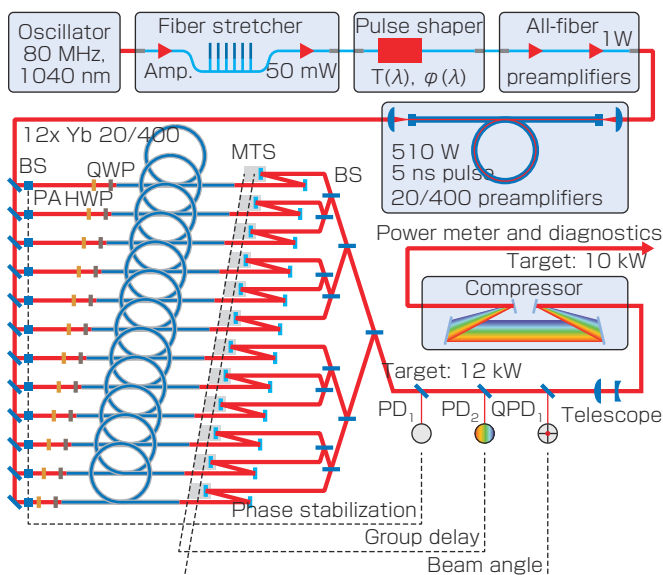 Oscillator
80 MHz,
1040 nm
Fiber stretcher
Amp.
50 mW
Pulse shaper
T(λ), φ(λ)
All-fiber
1W
preamplifiers
12x Yb 20/400
510 W
5 ns pulse
20/400 preamplifiers
BS
QWP
PA
HWP
MTS
BS
Power meter and diagnostics
Target: 10 kW
Compressor
Target: 12 kW
PD₁
PD₂
QPD₁
Telescope
Phase stabilization
Group delay
Beam angle